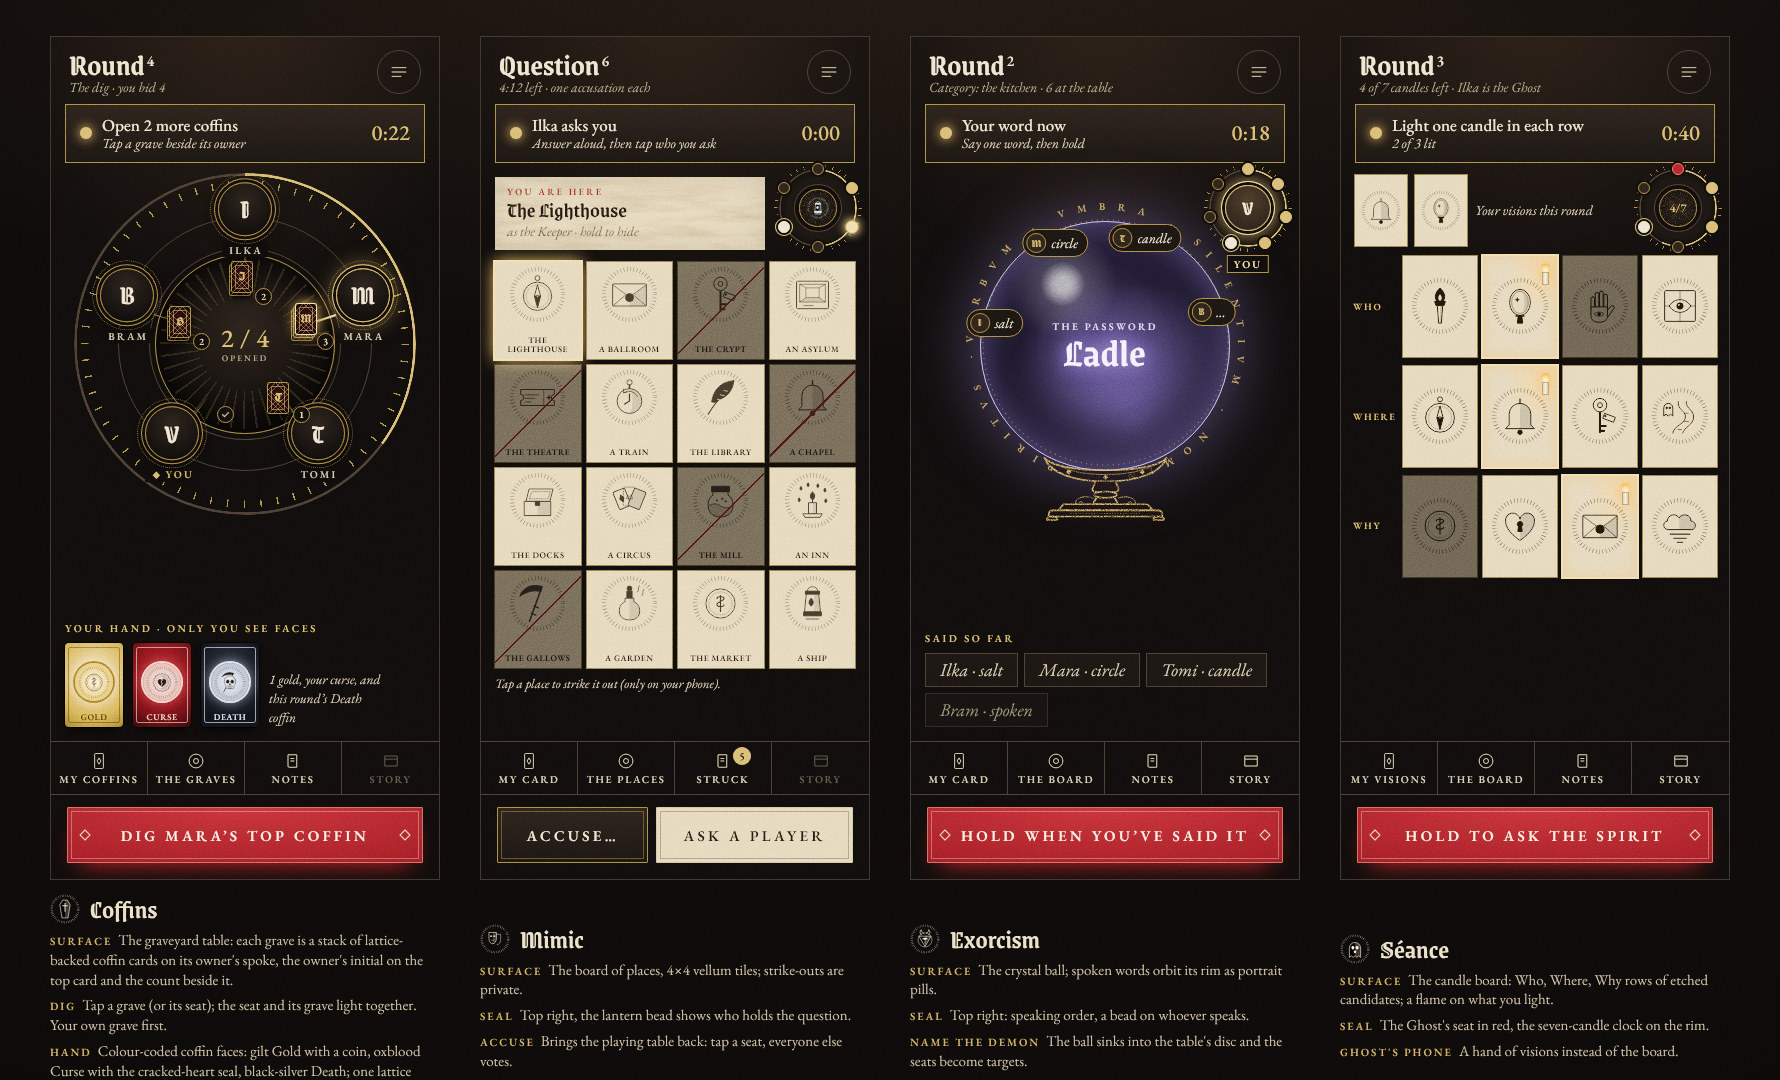 Round 4
The dig · you bid 4
Open 2 more coffins
Tap a grave beside its owner
0:22
I
ILKA
B
BRAM
M
MARA
J
2
B
2
M
3
2 / 4
OPENED
T
1
V
◆ YOU
T
TOMI
YOUR HAND · ONLY YOU SEE FACES
GOLD
CURSE
DEATH
1 gold, your curse, and
this round's Death
coffin
MY COFFINS
THE GRAVES
NOTES
STORY
DIG MARA'S TOP COFFIN
Coffins
SURFACE The graveyard table: each grave is a stack of lattice-
backed coffin cards on its owner's spoke, the owner's initial on the
top card and the count beside it.
DIG Tap a grave (or its seat); the seat and its grave light together.
Your own grave first.
HAND Colour-coded coffin faces: gilt Gold with a coin, oxblood
Curse with the cracked-heart seal, black-silver Death; one lattice
Question 6
4:12 left · one accusation each
Ilka asks you
Answer aloud, then tap who you ask
0:00
YOU ARE HERE
The Lighthouse
as the Keeper · hold to hide
THE
LIGHTHOUSE
A BALLROOM
THE CRYPT
AN ASYLUM
THE THEATRE
A TRAIN
THE LIBRARY
A CHAPEL
THE DOCKS
A CIRCUS
THE MILL
AN INN
THE GALLOWS
A GARDEN
THE MARKET
A SHIP
Tap a place to strike it out (only on your phone).
MY CARD
THE PLACES
STRUCK
5
STORY
ACCUSE…
ASK A PLAYER
Mimic
SURFACE The board of places, 4×4 vellum tiles; strike-outs are
private.
SEAL Top right, the lantern bead shows who holds the question.
ACCUSE Brings the playing table back: tap a seat, everyone else
votes.
Round 2
Category: the kitchen · 6 at the table
Your word now
Say one word, then hold
0:18
V
YOU
VMBRA · SILENTIVM · NOMEN · SPIRITVS · VERBVM
M circle
T candle
I salt
B ...
THE PASSWORD
Ladle
SAID SO FAR
Ilka · salt
Mara · circle
Tomi · candle
Bram · spoken
MY CARD
THE BOARD
NOTES
STORY
HOLD WHEN YOU'VE SAID IT
Exorcism
SURFACE The crystal ball; spoken words orbit its rim as portrait
pills.
SEAL Top right: speaking order, a bead on whoever speaks.
NAME THE DEMON The ball sinks into the table's disc and the
seats become targets.
Round 3
4 of 7 candles left · Ilka is the Ghost
Light one candle in each row
2 of 3 lit
0:40
Your visions this round
4/7
WHO
WHERE
WHY
MY VISIONS
THE BOARD
NOTES
STORY
HOLD TO ASK THE SPIRIT
Séance
SURFACE The candle board: Who, Where, Why rows of etched
candidates; a flame on what you light.
SEAL The Ghost's seat in red, the seven-candle clock on the rim.
GHOST'S PHONE A hand of visions instead of the board.